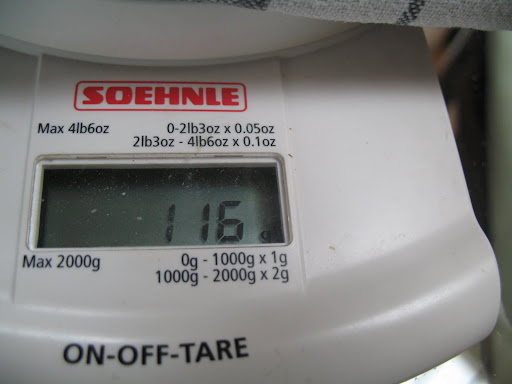 SOEHNLE
Max 4lb6oz 0-2lb3oz x 0.05oz
2lb3oz - 4lb6oz x 0.1oz
116 g
Max 2000g 0g - 1000g x 1g
1000g - 2000g x 2g
ON-OFF-TARE